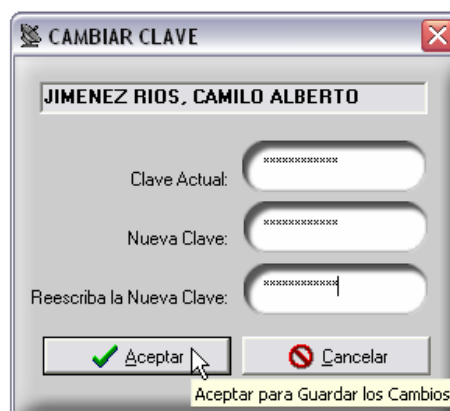 CAMBIAR CLAVE
JIMENEZ RIOS, CAMILO ALBERTO
Clave Actual: ************
Nueva Clave: ************
Reescriba la Nueva Clave: ************
Aceptar Cancelar
Aceptar para Guardar los Cambios